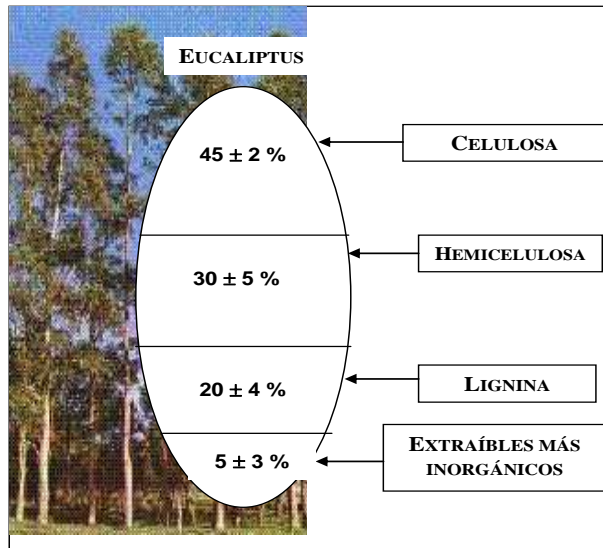 EUCALIPTUS
45 ± 2 %
CELULOSA
30 ± 5 %
HEMICELULOSA
20 ± 4 %
LIGNINA
5 ± 3 %
EXTRAÍBLES MÁS
INORGÁNICOS